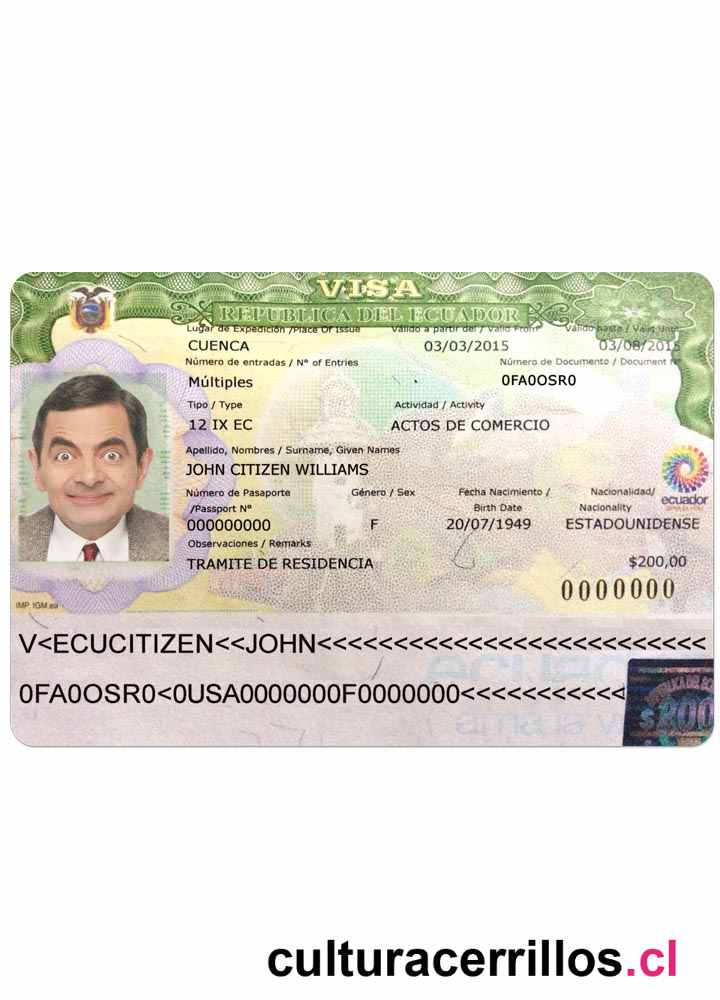 VISA
REPUBLICA DEL ECUADOR
Lugar de Expedición /Place Of Issue Válido a partir del / Valid From Válido hasta / Valid Until
CUENCA 03/03/2015 03/08/2015
Número de entradas / Nº of Entries Número de Documento / Document Nº
Múltiples 0FA0OSR0
Tipo / Type Actividad / Activity
12 IX EC ACTOS DE COMERCIO
Apellido, Nombres / Surname, Given Names
JOHN CITIZEN WILLIAMS
ecuador
Número de Pasaporte Género / Sex Fecha Nacimiento / Nacionalidad/
/Passport Nº Birth Date Nacionality
000000000 F 20/07/1949 ESTADOUNIDENSE
Observaciones / Remarks
TRAMITE DE RESIDENCIA $200,00
0000000
IMP. IGM.ea
V<ECUCITIZEN<<JOHN<<<<<<<<<<<<<<<<<<<<<<<<<
0FA0OSR0<0USA0000000F0000000<<<<<<<<<<<
$200
culturacerrillos.cl